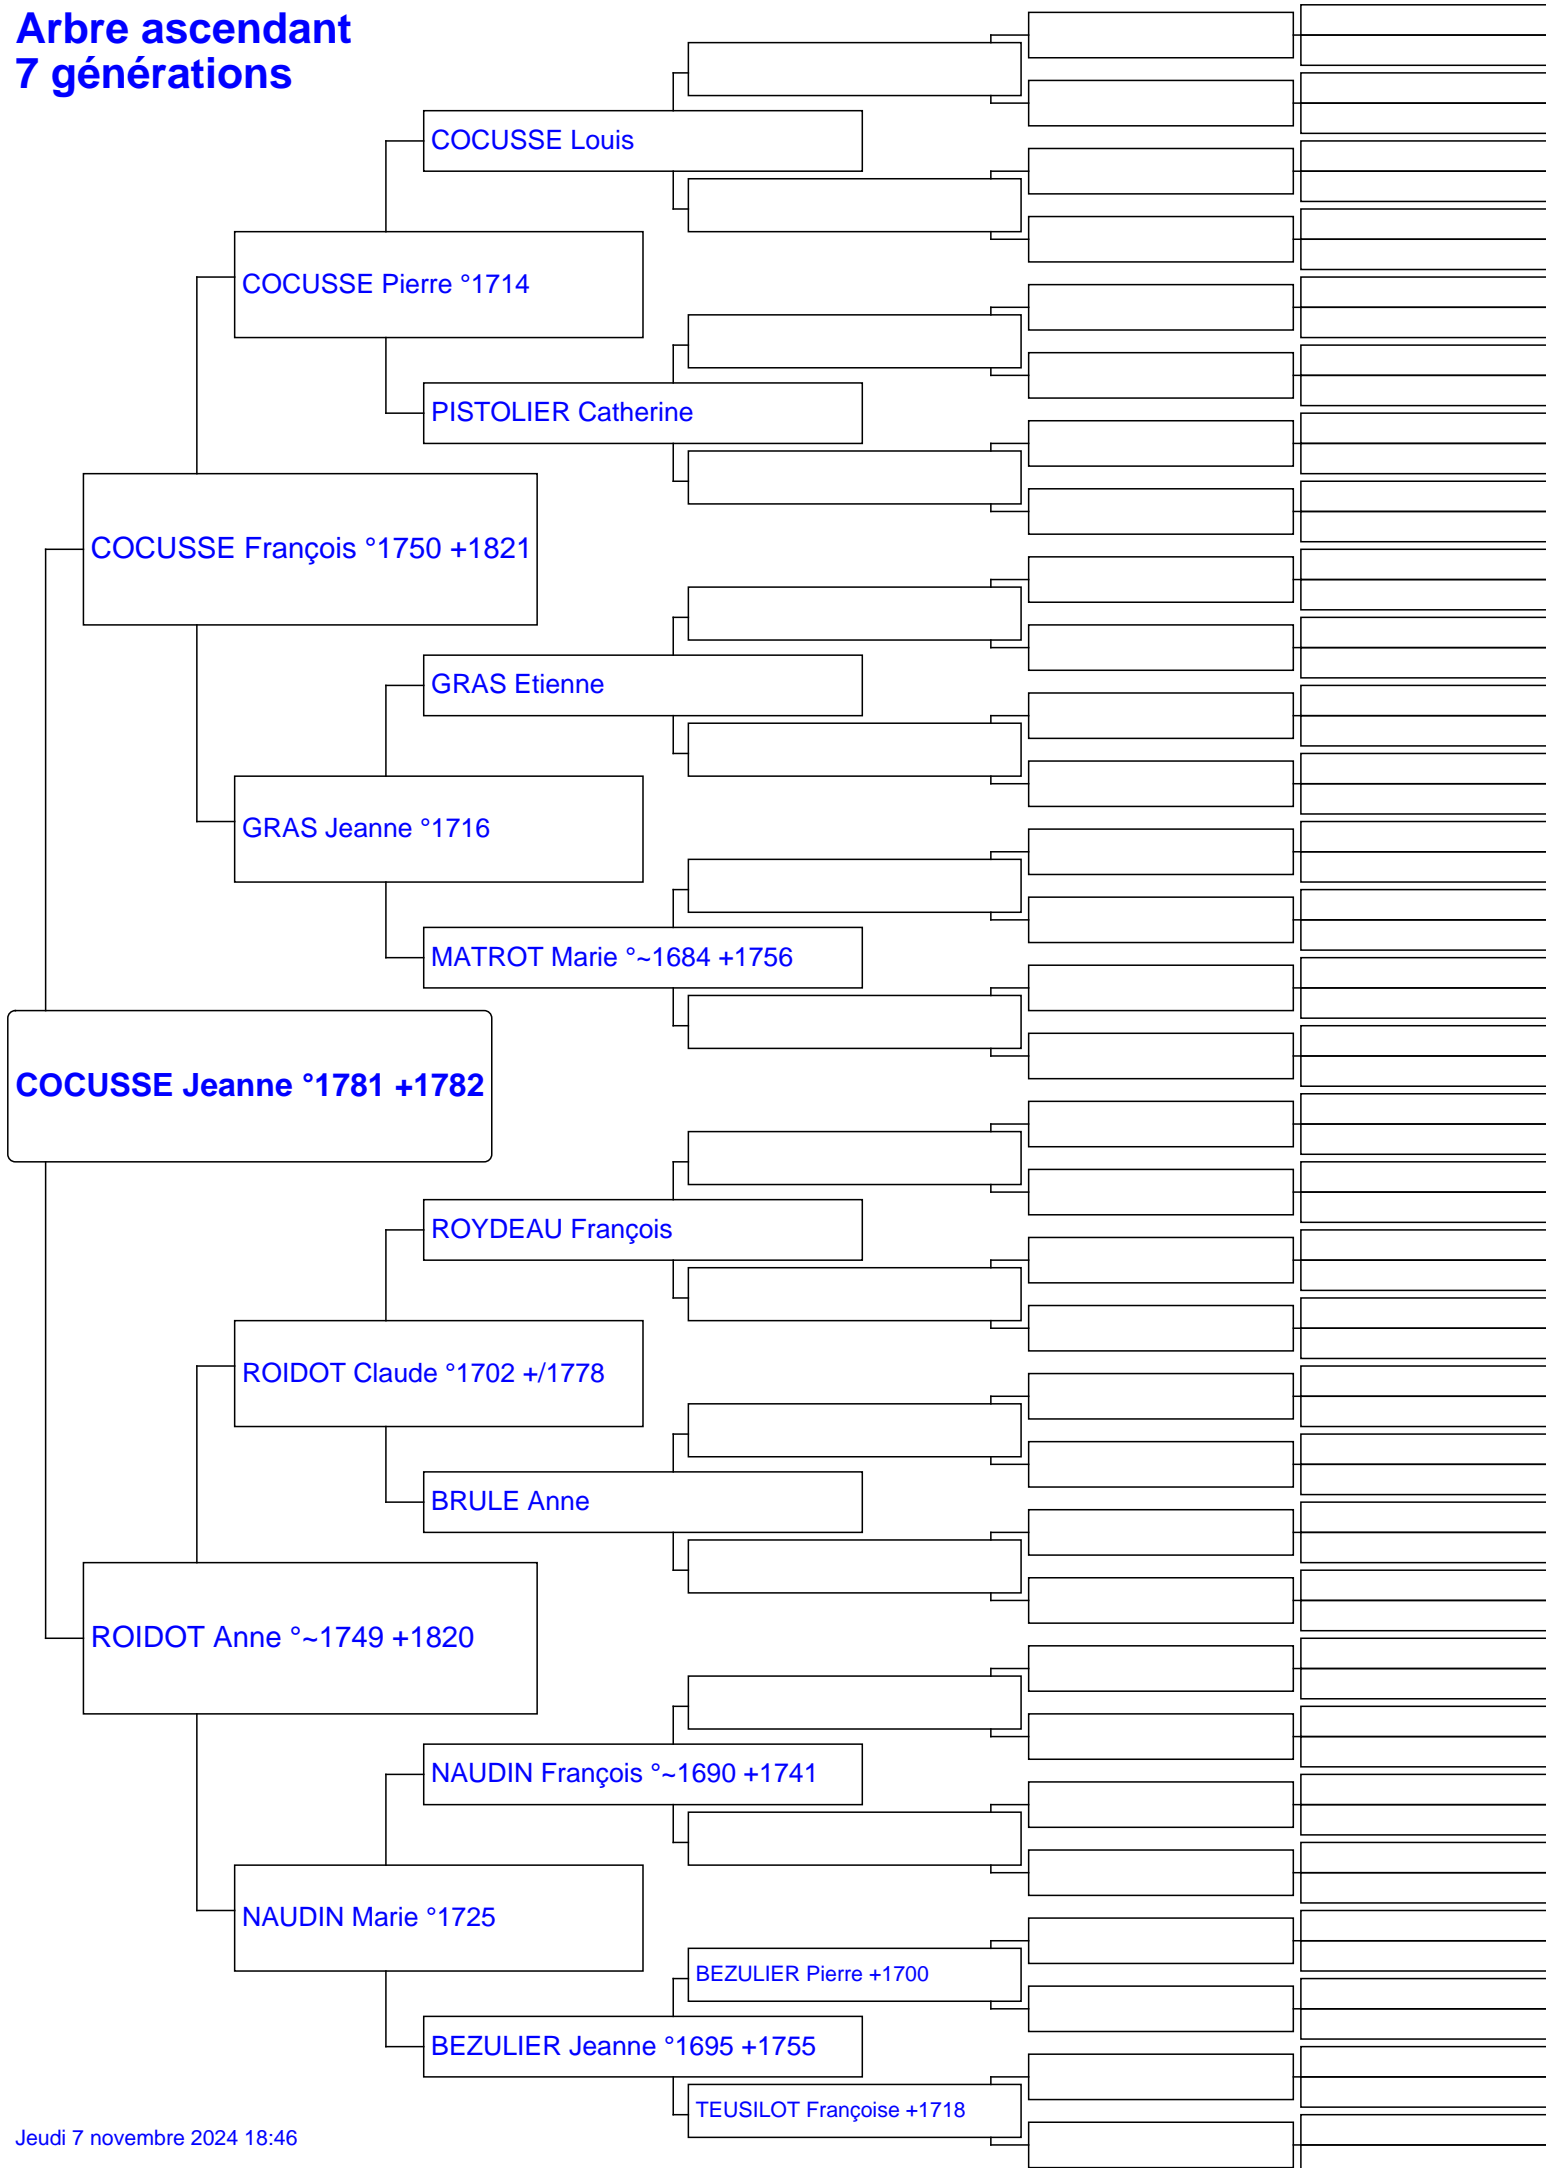 Arbre ascendant
7 générations
COCUSSE Louis
COCUSSE Pierre °1714
PISTOLIER Catherine
COCUSSE François °1750 +1821
GRAS Etienne
GRAS Jeanne °1716
MATROT Marie °~1684 +1756
COCUSSE Jeanne °1781 +1782
ROYDEAU François
ROIDOT Claude °1702 +/1778
BRULE Anne
ROIDOT Anne °~1749 +1820
NAUDIN François °~1690 +1741
NAUDIN Marie °1725
BEZULIER Pierre +1700
BEZULIER Jeanne °1695 +1755
TEUSILOT Françoise +1718
Jeudi 7 novembre 2024 18:46